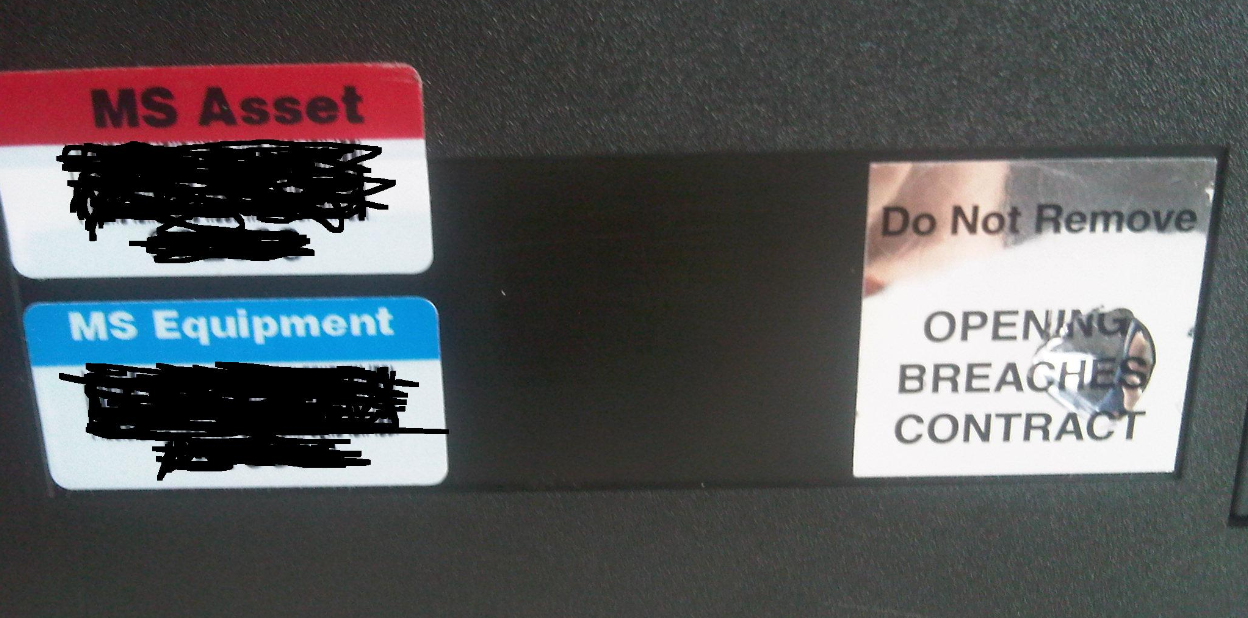 MS Asset
MS Equipment
Do Not Remove
OPENING
BREACHES
CONTRACT